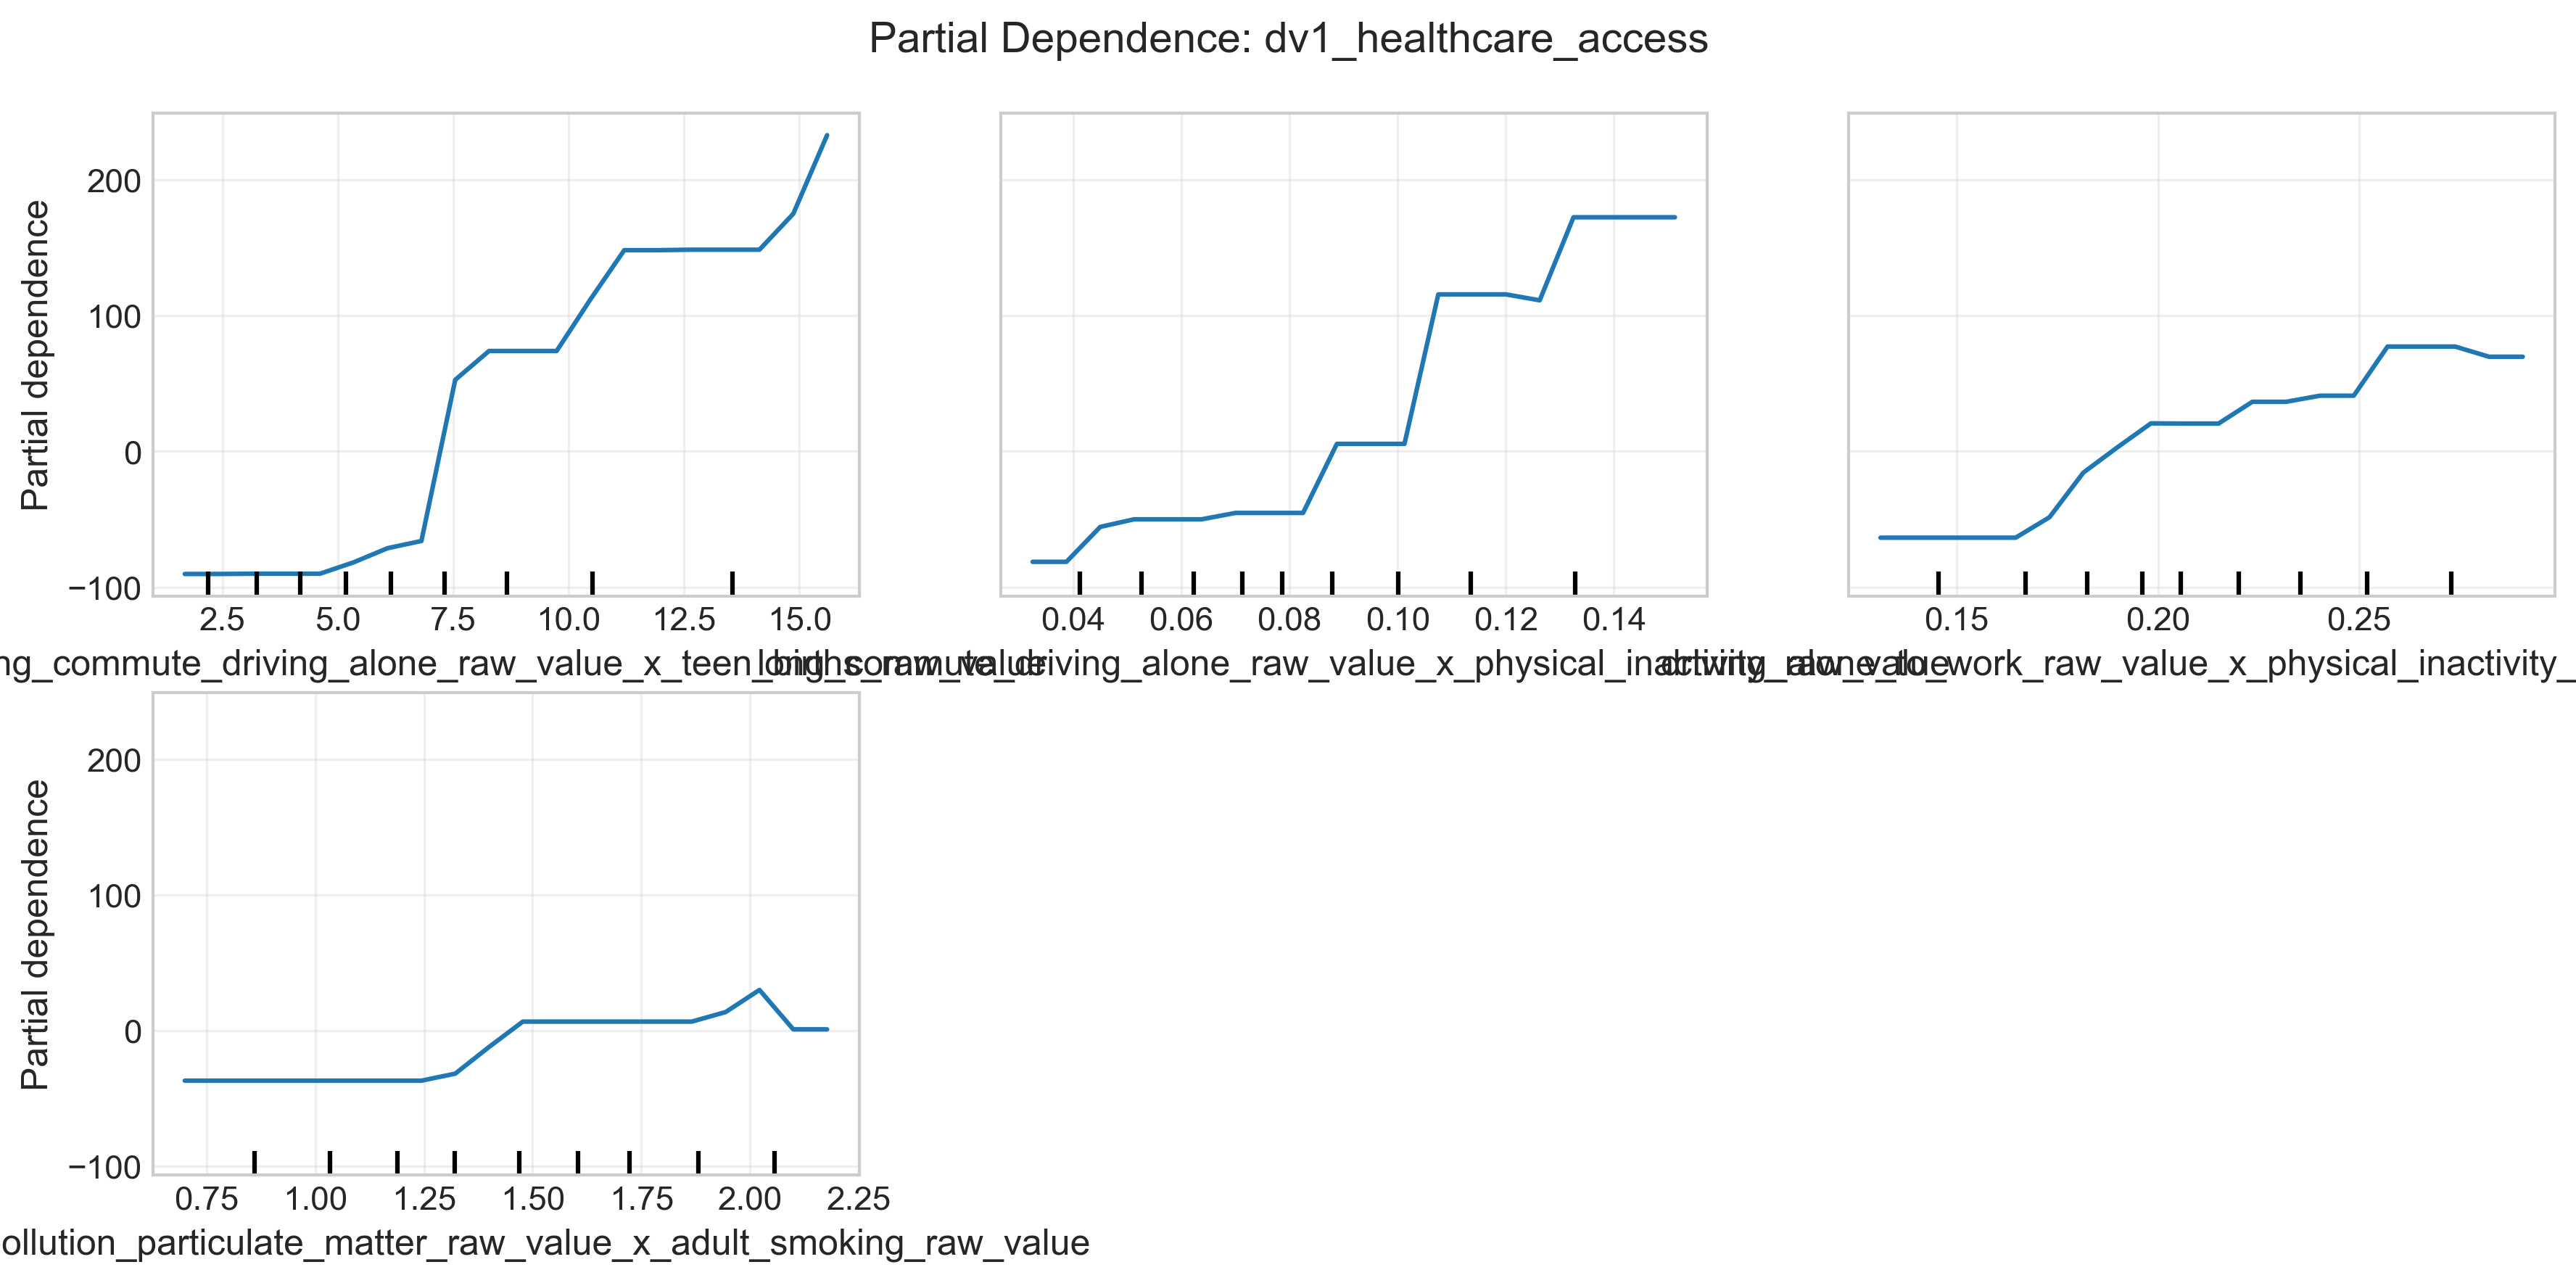 Partial Dependence: dv1_healthcare_access
Partial dependence
200
100
0
−100
2.5 5.0 7.5 10.0 12.5 15.0
0.04 0.06 0.08 0.10 0.12 0.14
0.15 0.20 0.25
ng_commute_driving_alone_raw_value_x_teen_births_raw_value
long_commute_driving_alone_raw_value_x_physical_inactivity_raw_value
driving_alone_to_work_raw_value_x_physical_inactivity_
Partial dependence
200
100
0
−100
0.75 1.00 1.25 1.50 1.75 2.00 2.25
ollution_particulate_matter_raw_value_x_adult_smoking_raw_value